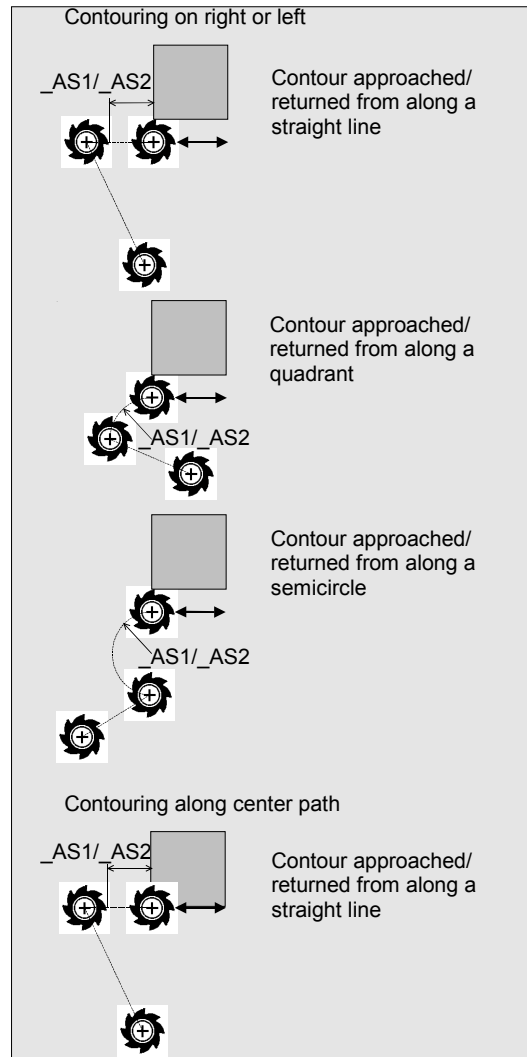 Contouring on right or left
_AS1/_AS2
Contour approached/
returned from along a
straight line
Contour approached/
returned from along a
quadrant
_AS1/_AS2
Contour approached/
returned from along a
semicircle
_AS1/_AS2
Contouring along center path
_AS1/_AS2
Contour approached/
returned from along a
straight line